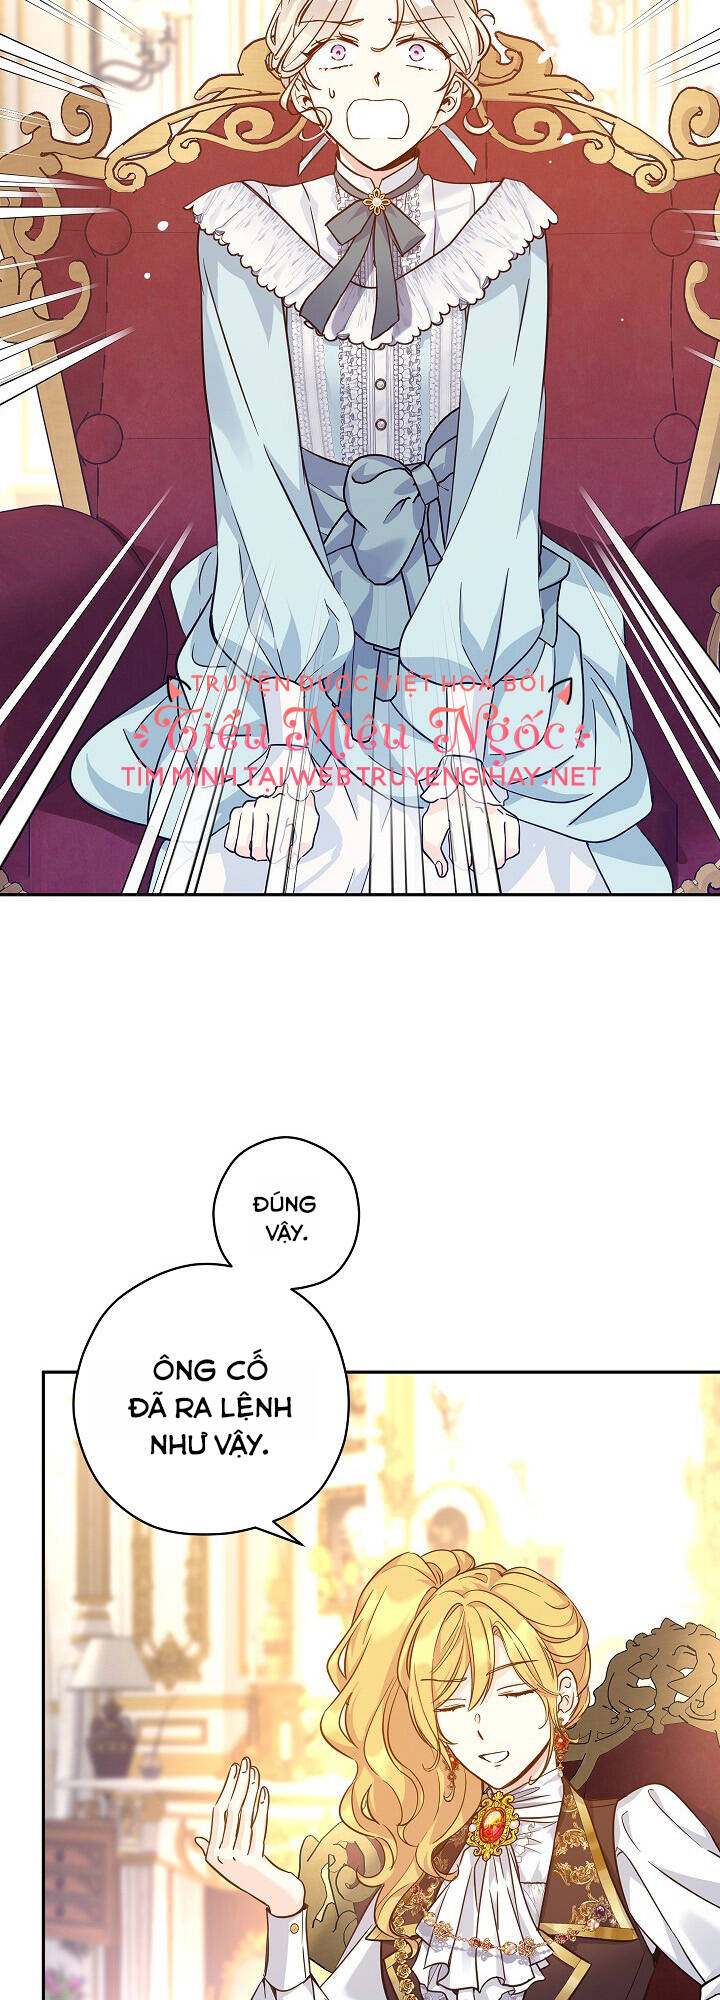 TRUYỆN ĐƯỢC VIỆT HOÁ BỞI
Tiểu Miêu Ngốc
TÌM MÌNH TẠI WEB TRUYENGIHAY.NET
ĐÚNG
VẬY.
ÔNG CỐ
ĐÃ RA LỆNH
NHƯ VẬY.